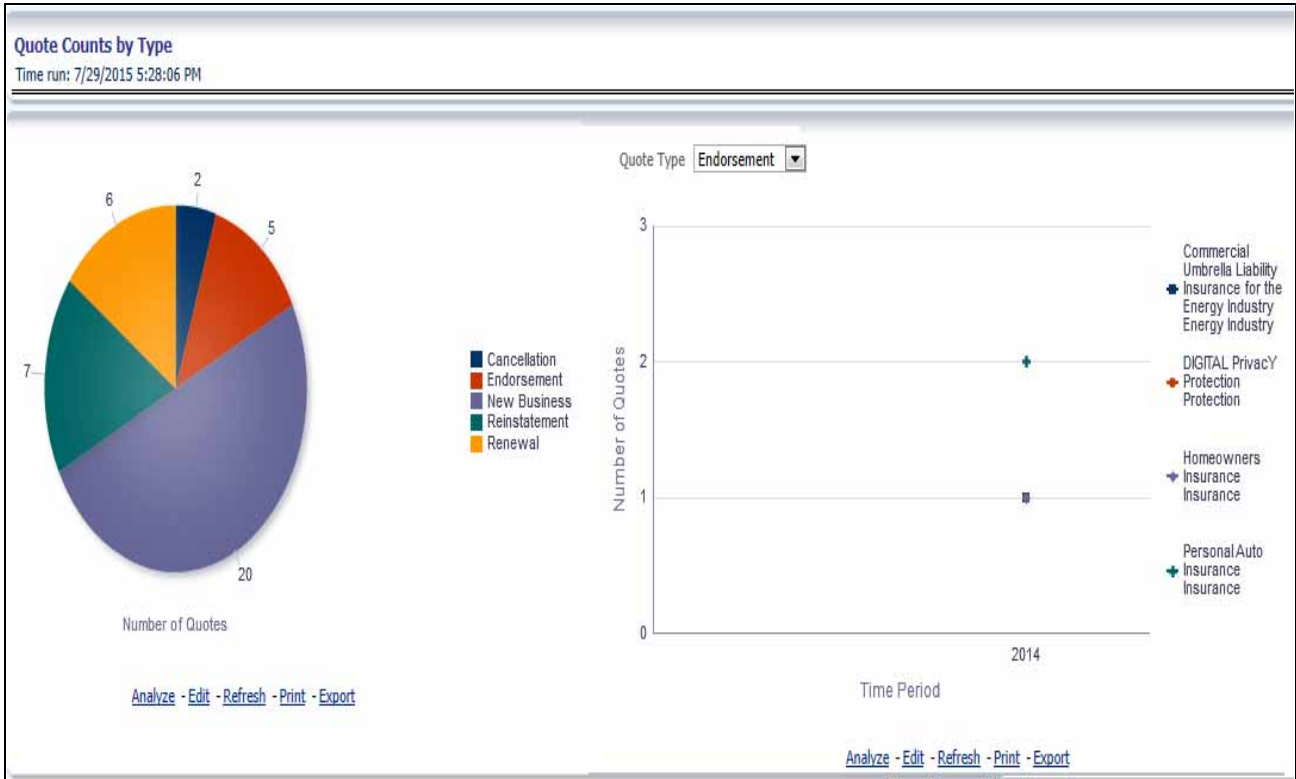 Quote Counts by Type
Time run: 7/29/2015 5:28:06 PM
2
6
5
7
20
Number of Quotes
Cancellation
Endorsement
New Business
Reinstatement
Renewal
Analyze - Edit - Refresh - Print - Export
Quote Type Endorsement
3
2
1
0
Number of Quotes
2014
Time Period
Commercial
Umbrella Liability
Insurance for the
Energy Industry
Energy Industry
DIGITAL PrivacY
Protection
Protection
Homeowners
Insurance
Insurance
Personal Auto
Insurance
Insurance
Analyze - Edit - Refresh - Print - Export